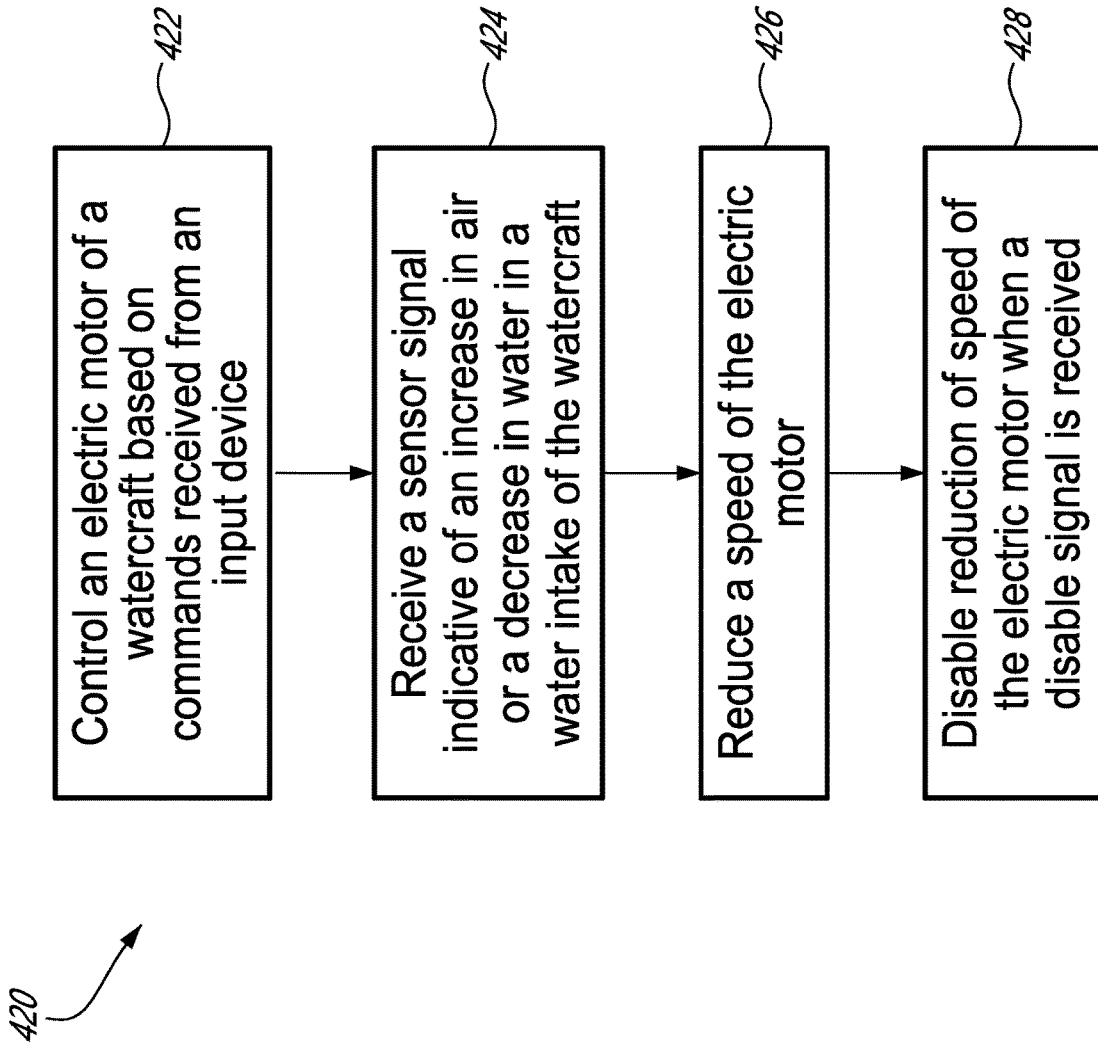 420
422
Control an electric motor of a
watercraft based on
commands received from an
input device
424
Receive a sensor signal
indicative of an increase in air
or a decrease in water in a
water intake of the watercraft
426
Reduce a speed of the electric
motor
428
Disable reduction of speed of
the electric motor when a
disable signal is received